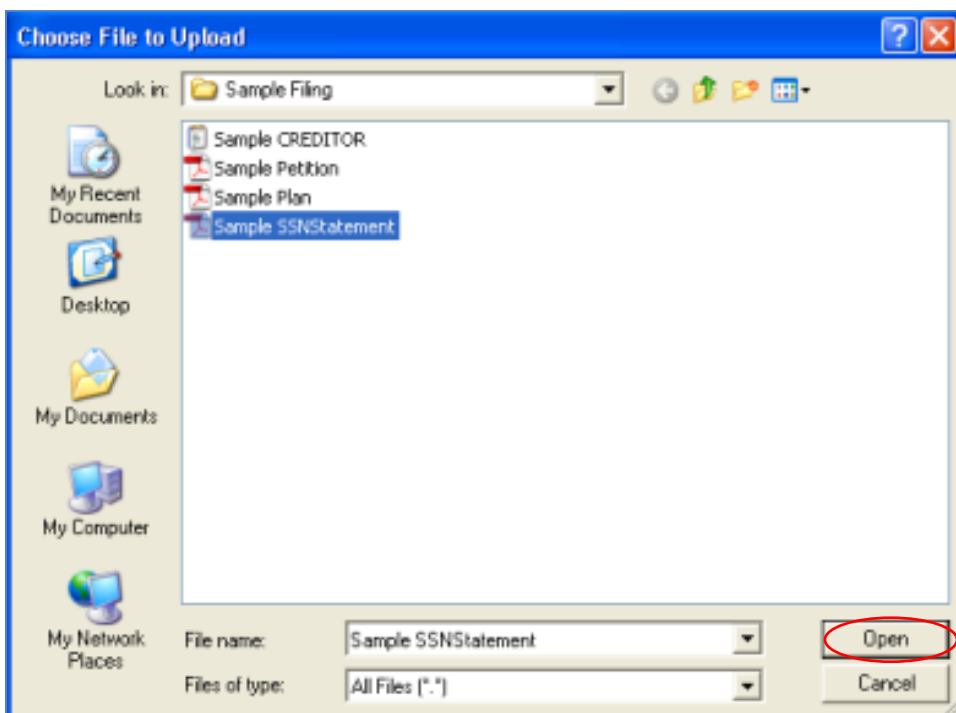 Choose File to Upload
Look in: Sample Filing
Sample CREDITOR
Sample Petition
Sample Plan
Sample SSNStatement
My Recent
Documents
Desktop
My Documents
My Computer
My Network
Places
File name: Sample SSNStatement Open
Files of type: All Files (*.*) Cancel